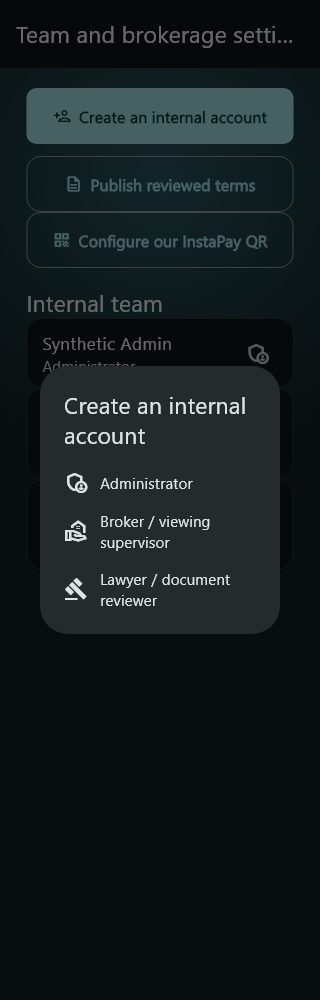 Team and brokerage setti...
Create an internal account
Publish reviewed terms
Configure our InstaPay QR
Internal team
Synthetic Admin
Administrator
Create an internal
account
Administrator
Broker / viewing
supervisor
Lawyer / document
reviewer